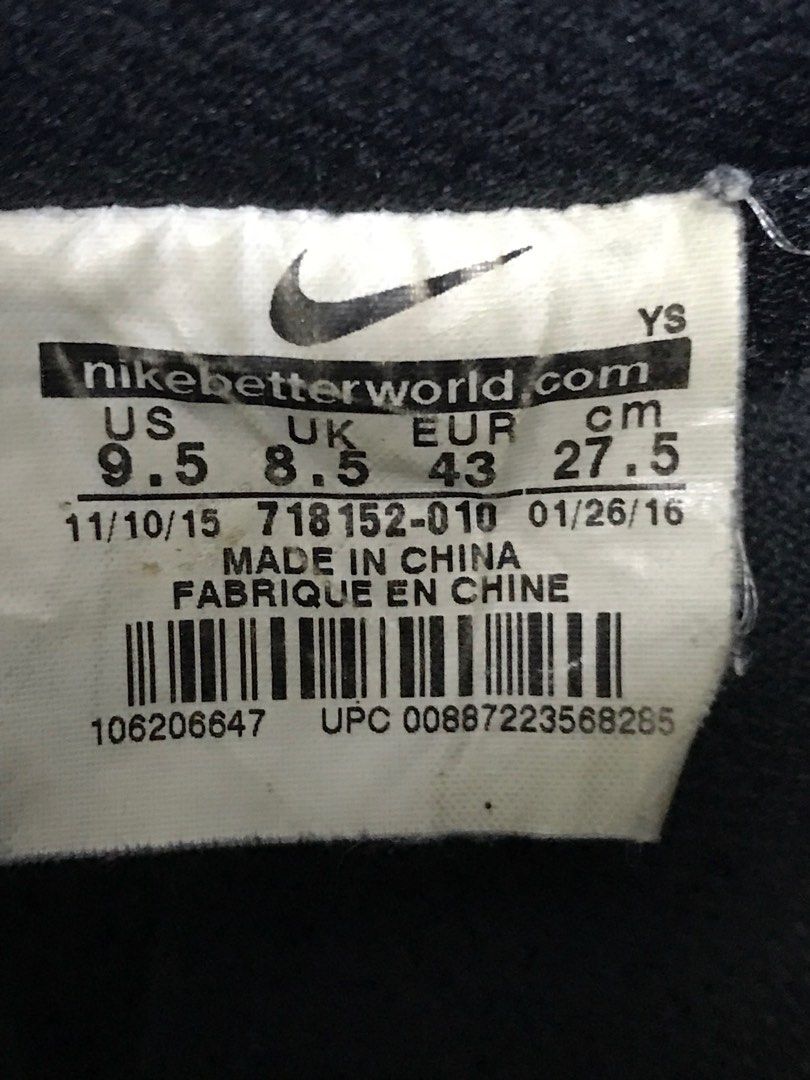 YS
nikebetterworld.com
US UK EUR cm
9.5 8.5 43 27.5
11/10/15 718152-010 01/26/16
MADE IN CHINA
FABRIQUE EN CHINE
106206647 UPC 00887223568285